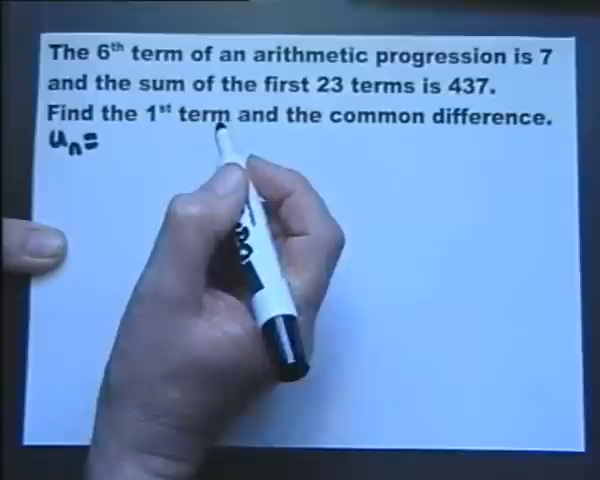 The 6th term of an arithmetic progression is 7
and the sum of the first 23 terms is 437.
Find the 1st term and the common difference.
un=